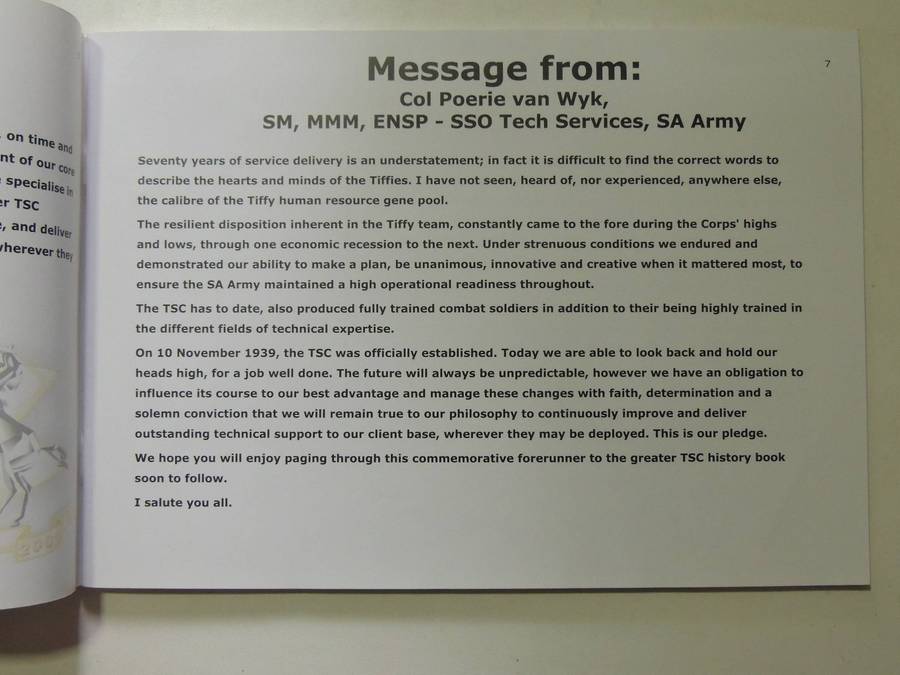 on time and
nt of our core
specialise in
er TSC
e, and deliver
wherever they
200
7
Message from:
Col Poerie van Wyk,
SM, MMM, ENSP - SSO Tech Services, SA Army
Seventy years of service delivery is an understatement; in fact it is difficult to find the correct words to
describe the hearts and minds of the Tiffies. I have not seen, heard of, nor experienced, anywhere else,
the calibre of the Tiffy human resource gene pool.
The resilient disposition inherent in the Tiffy team, constantly came to the fore during the Corps' highs
and lows, through one economic recession to the next. Under strenuous conditions we endured and
demonstrated our ability to make a plan, be unanimous, innovative and creative when it mattered most, to
ensure the SA Army maintained a high operational readiness throughout.
The TSC has to date, also produced fully trained combat soldiers in addition to their being highly trained in
the different fields of technical expertise.
On 10 November 1939, the TSC was officially established. Today we are able to look back and hold our
heads high, for a job well done. The future will always be unpredictable, however we have an obligation to
influence its course to our best advantage and manage these changes with faith, determination and a
solemn conviction that we will remain true to our philosophy to continuously improve and deliver
outstanding technical support to our client base, wherever they may be deployed. This is our pledge.
We hope you will enjoy paging through this commemorative forerunner to the greater TSC history book
soon to follow.
I salute you all.